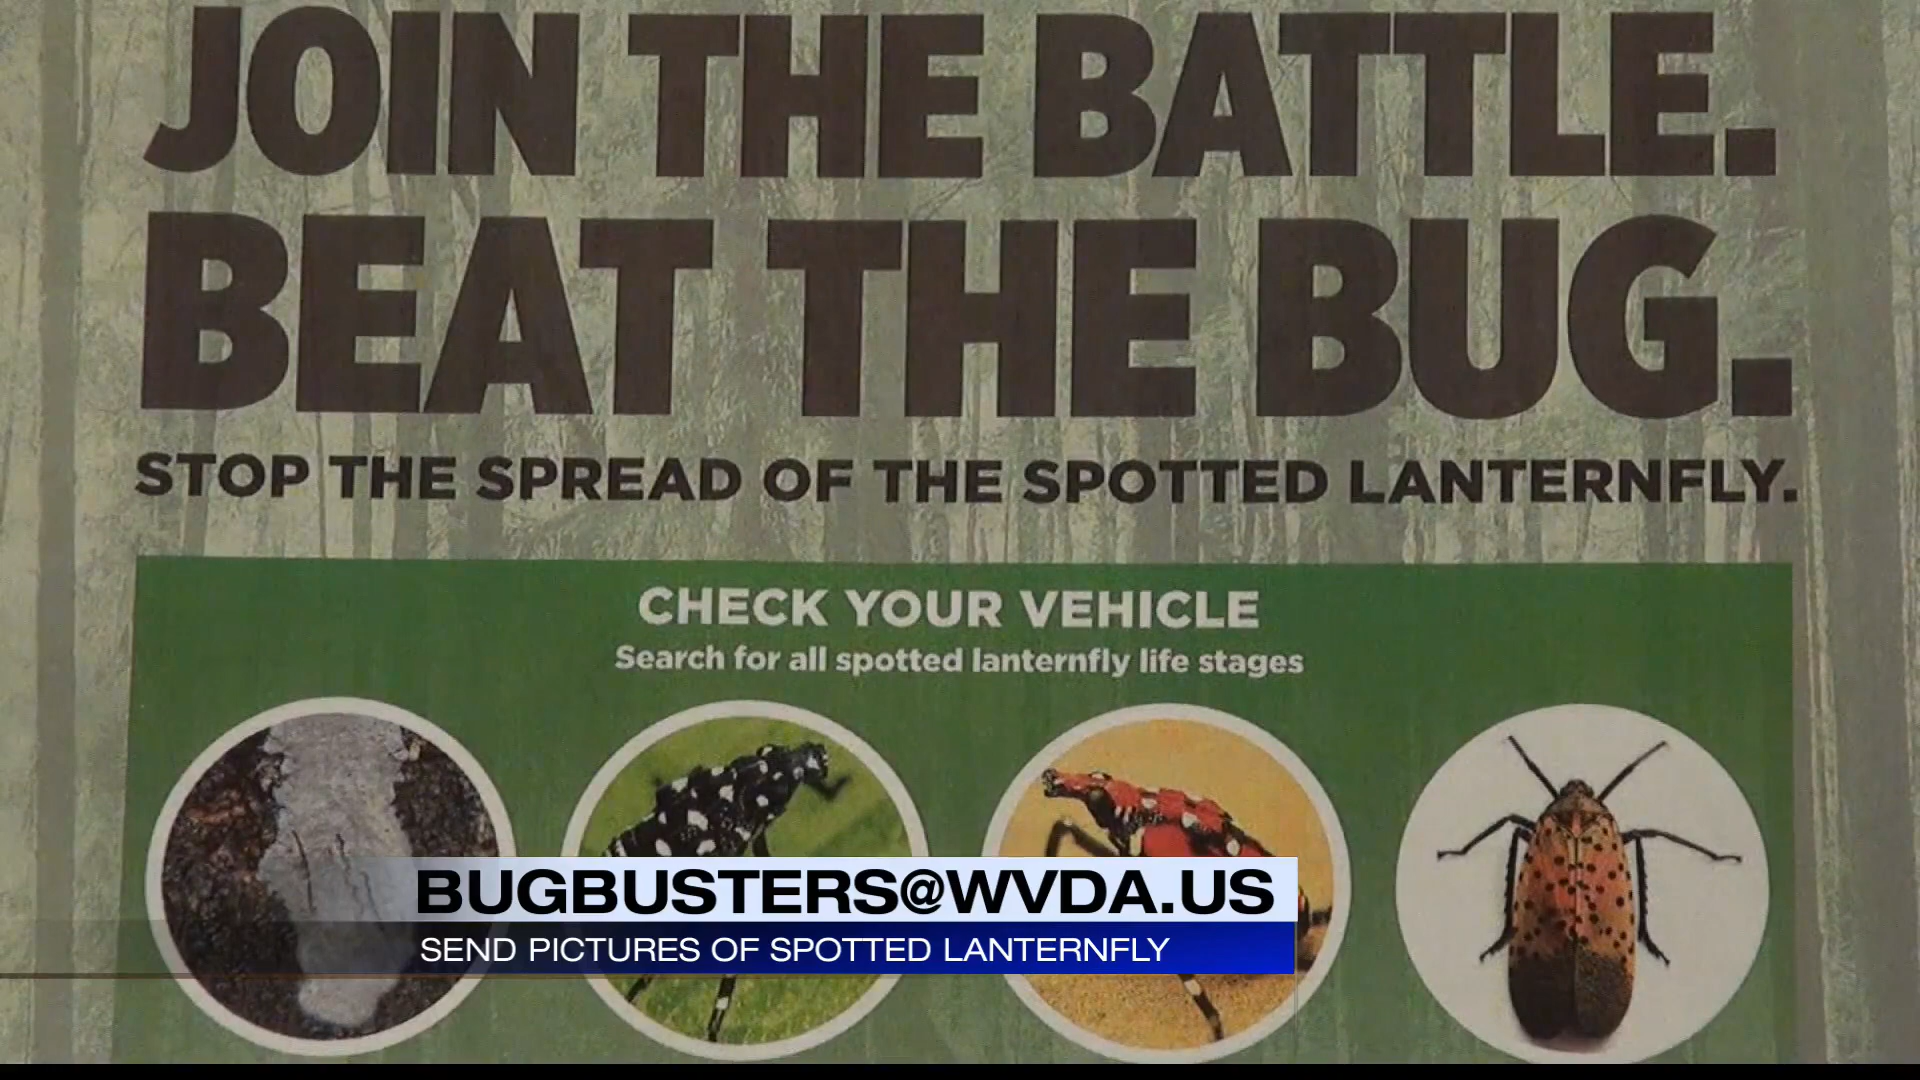 JOIN THE BATTLE.
BEAT THE BUG.
STOP THE SPREAD OF THE SPOTTED LANTERNFLY.
CHECK YOUR VEHICLE
Search for all spotted lanternfly life stages
BUGBUSTERS@WVDA.US
SEND PICTURES OF SPOTTED LANTERNFLY